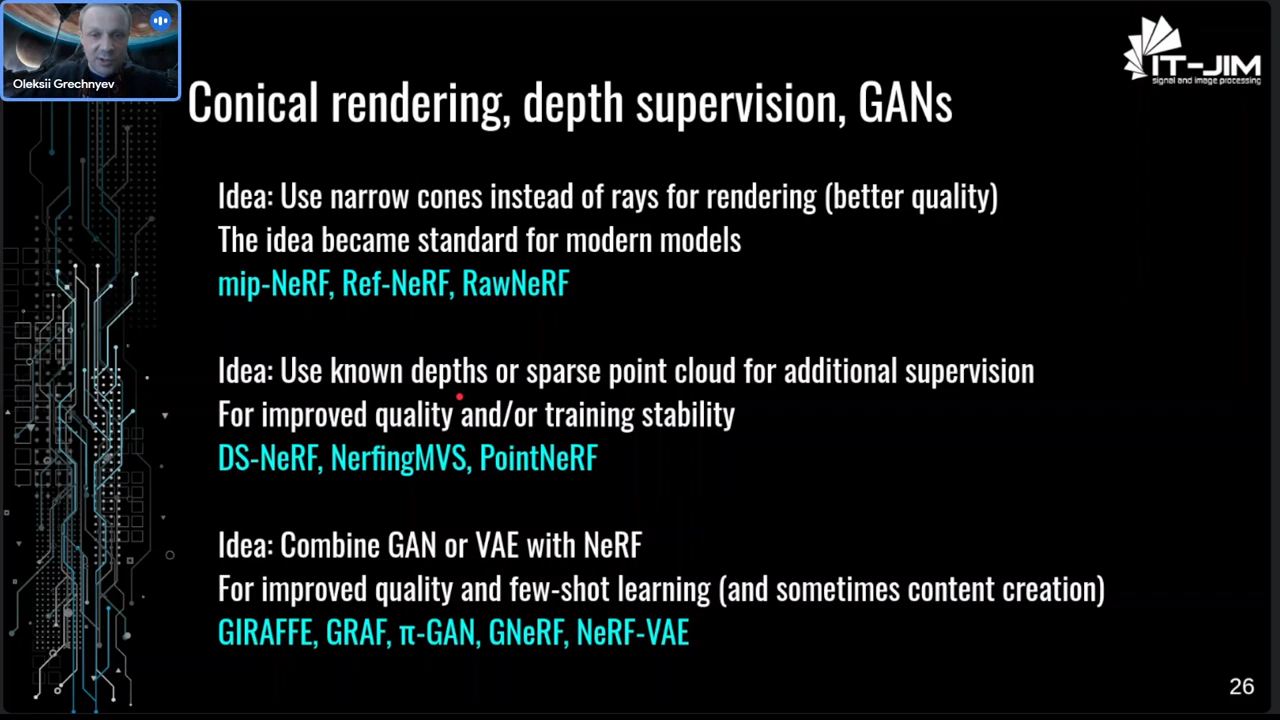 Oleksii Grechnyev
IT-JIM
signal and image processing
Conical rendering, depth supervision, GANs
Idea: Use narrow cones instead of rays for rendering (better quality)
The idea became standard for modern models
mip-NeRF, Ref-NeRF, RawNeRF
Idea: Use known depths or sparse point cloud for additional supervision
For improved quality and/or training stability
DS-NeRF, NerfingMVS, PointNeRF
Idea: Combine GAN or VAE with NeRF
For improved quality and few-shot learning (and sometimes content creation)
GIRAFFE, GRAF, π-GAN, GNeRF, NeRF-VAE
26